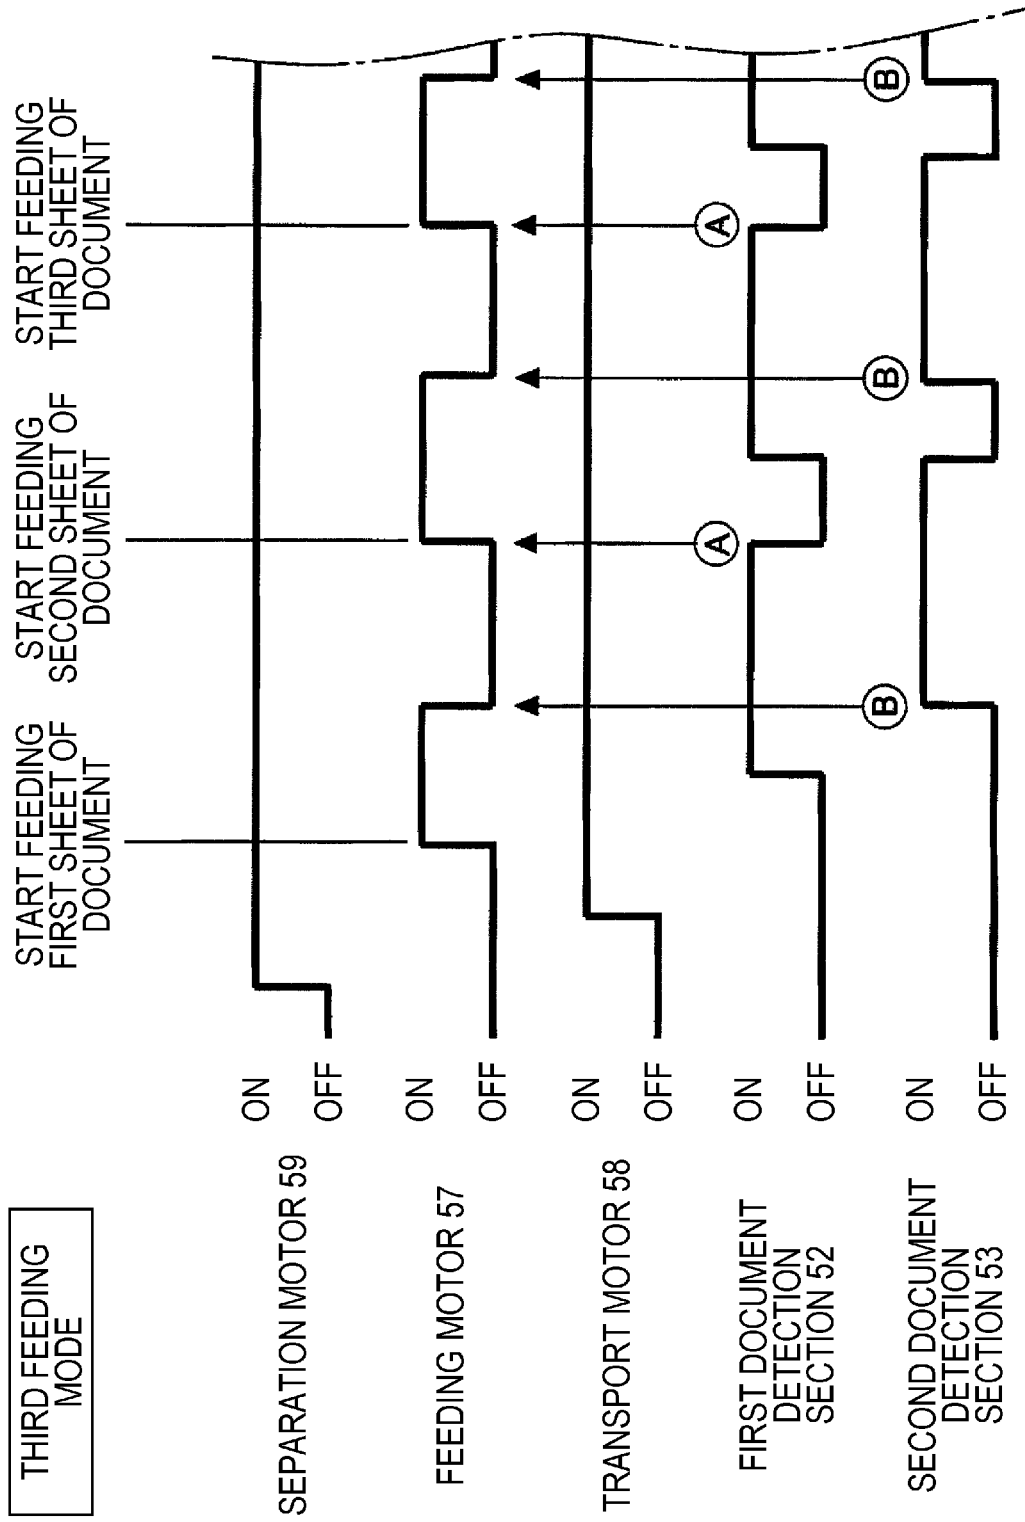 THIRD FEEDING
MODE
START FEEDING
FIRST SHEET OF
DOCUMENT
START FEEDING
SECOND SHEET OF
DOCUMENT
START FEEDING
THIRD SHEET OF
DOCUMENT
SEPARATION MOTOR 59
ON
OFF
FEEDING MOTOR 57
ON
OFF
TRANSPORT MOTOR 58
ON
OFF
FIRST DOCUMENT
DETECTION
SECTION 52
ON
OFF
A
A
SECOND DOCUMENT
DETECTION
SECTION 53
ON
OFF
B
B
B